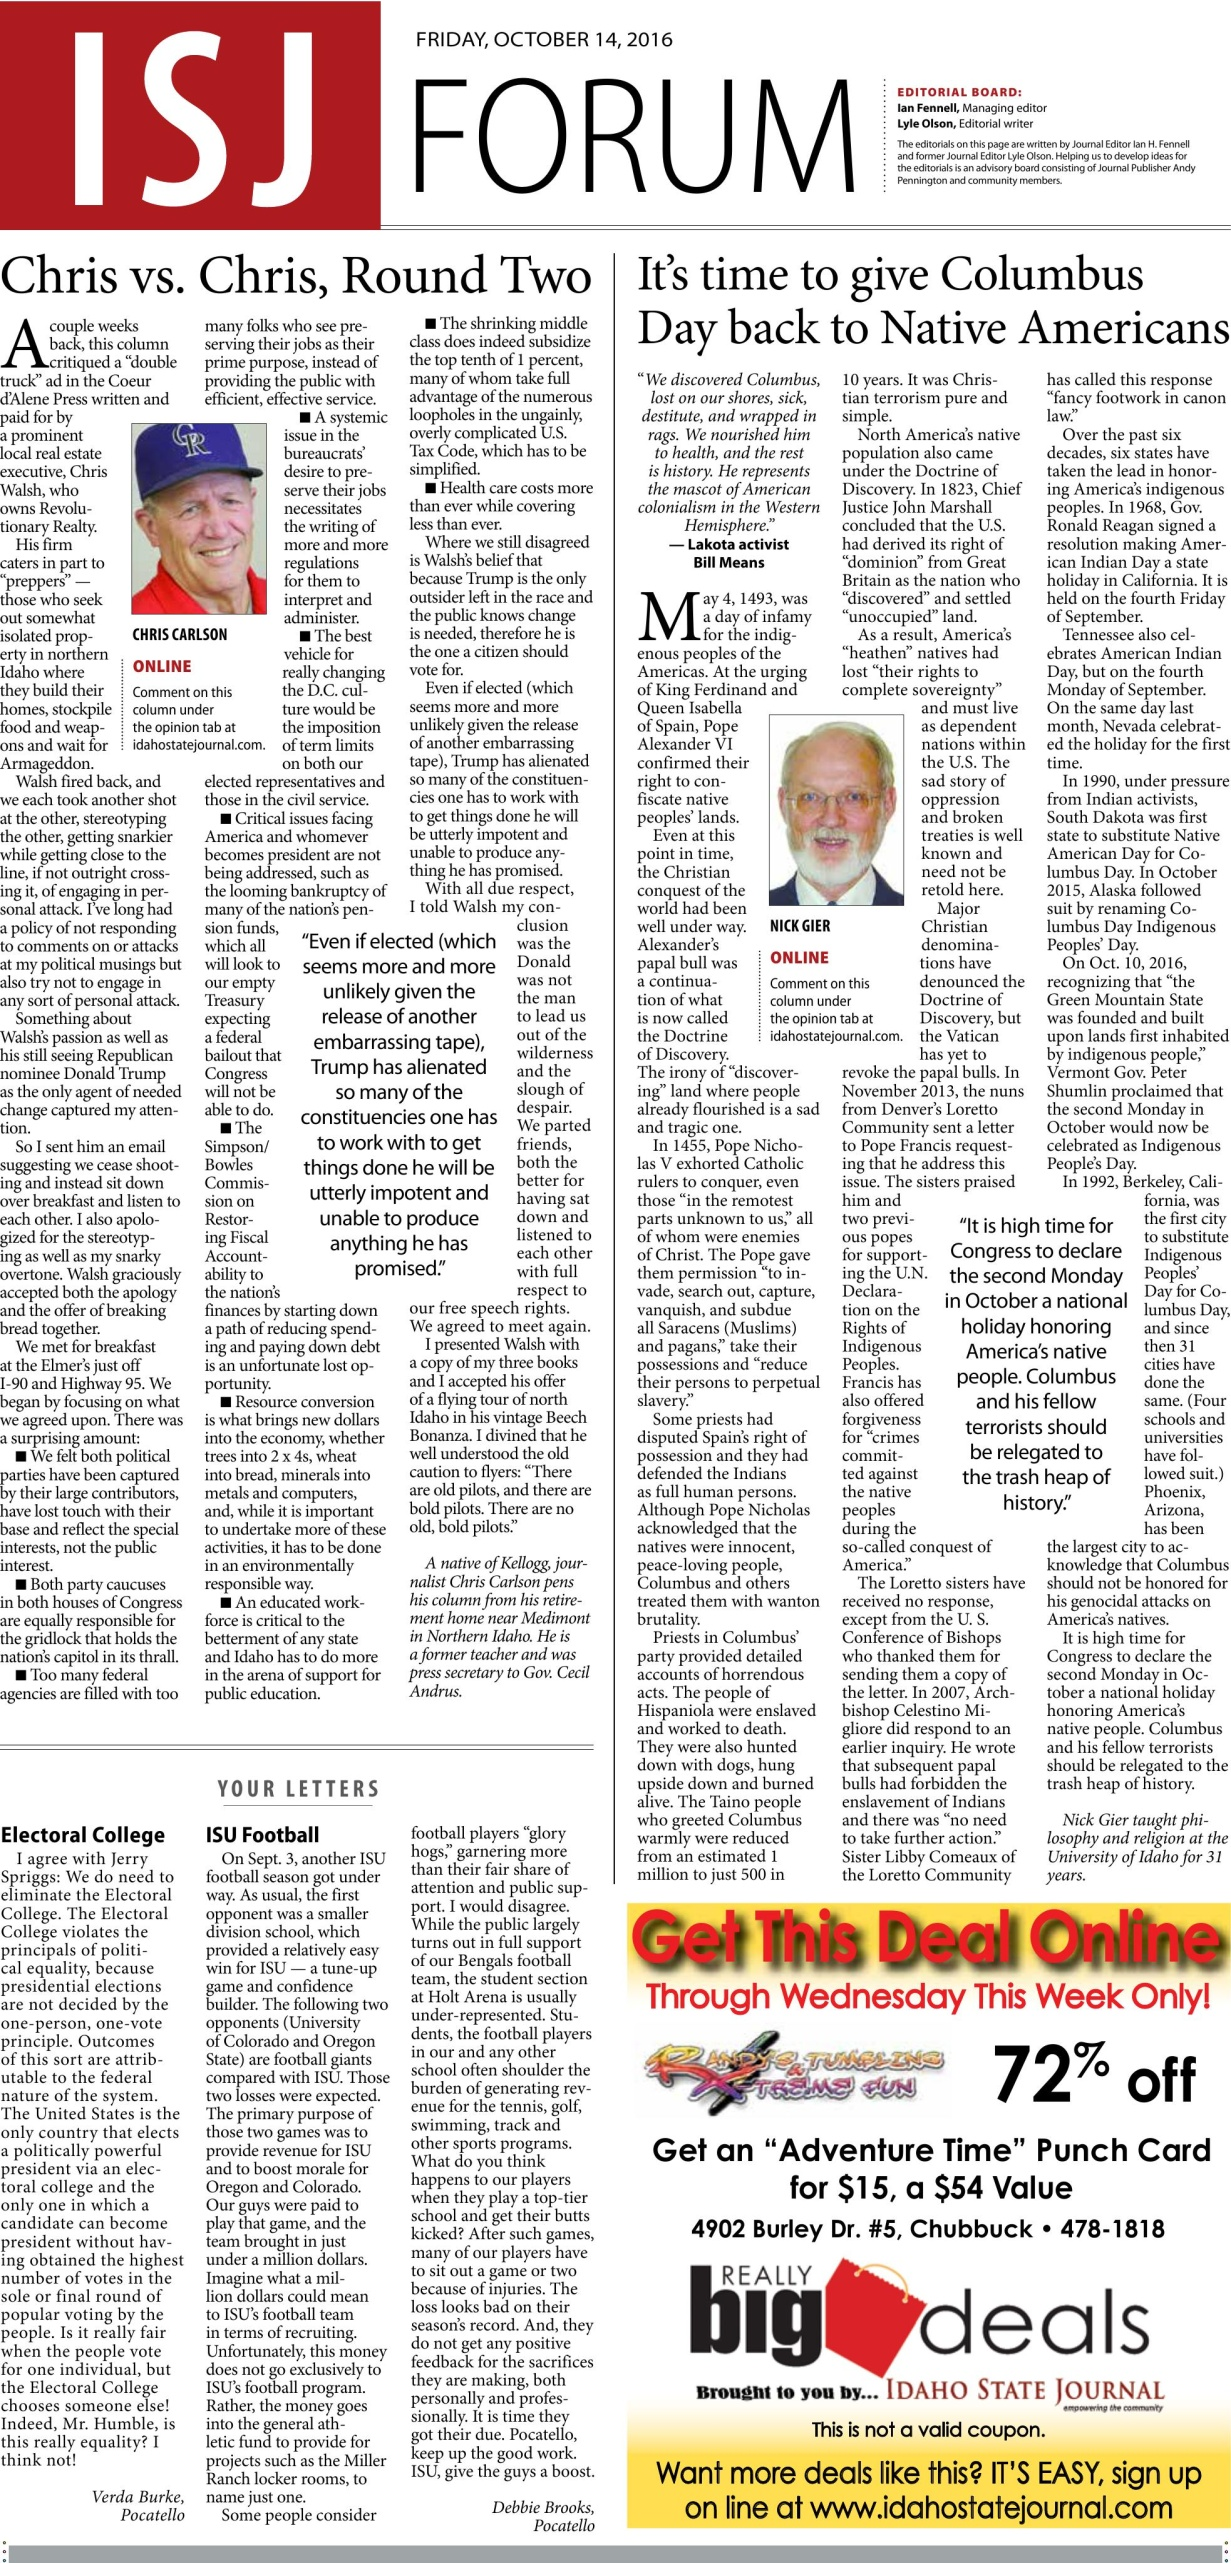 ISJ
FRIDAY, OCTOBER 14, 2016
FORUM
EDITORIAL BOARD:
Ian Fennell, Managing editor
Lyle Olson, Editorial writer
The editorials on this page are written by Journal Editor Ian H. Fennell
and former Journal Editor Lyle Olson. Helping us to develop ideas for
the editorials is an advisory board consisting of Journal Publisher Andy
Pennington and community members.
Chris vs. Chris, Round Two
A couple weeks
back, this column
critiqued a “double
truck” ad in the Coeur
d’Alene Press written and
paid for by
a prominent
local real estate
executive, Chris
Walsh, who
owns Revolu-
tionary Realty.
His firm
caters in part to
“preppers” —
those who seek
out somewhat
isolated prop-
erty in northern
Idaho where
they build their
homes, stockpile
food and weap-
ons and wait for
Armageddon.
Walsh fired back, and
we each took another shot
at the other, stereotyping
the other, getting snarkier
while getting close to the
line, if not outright cross-
ing it, of engaging in per-
sonal attack. I’ve long had
a policy of not responding
to comments on or attacks
at my political musings but
also try not to engage in
any sort of personal attack.
Something about
Walsh’s passion as well as
his still seeing Republican
nominee Donald Trump
as the only agent of needed
change captured my atten-
tion.
So I sent him an email
suggesting we cease shoot-
ing and instead sit down
over breakfast and listen to
each other. I also apolo-
gized for the stereotyp-
ing as well as my snarky
overtone. Walsh graciously
accepted both the apology
and the offer of breaking
bread together.
We met for breakfast
at the Elmer’s just off
I-90 and Highway 95. We
began by focusing on what
we agreed upon. There was
a surprising amount:
■ We felt both political
parties have been captured
by their large contributors,
have lost touch with their
base and reflect the special
interests, not the public
interest.
■ Both party caucuses
in both houses of Congress
are equally responsible for
the gridlock that holds the
nation’s capitol in its thrall.
■ Too many federal
agencies are filled with too
CR
CHRIS CARLSON
ONLINE
Comment on this
column under
the opinion tab at
idahostatejournal.com.
many folks who see pre-
serving their jobs as their
prime purpose, instead of
providing the public with
efficient, effective service.
■ A systemic
issue in the
bureaucrats’
desire to pre-
serve their jobs
necessitates
the writing of
more and more
regulations
for them to
interpret and
administer.
■ The best
vehicle for
really changing
the D.C. cul-
ture would be
the imposition
of term limits
on both our
elected representatives and
those in the civil service.
■ Critical issues facing
America and whomever
becomes president are not
being addressed, such as
the looming bankruptcy of
many of the nation’s pen-
sion funds,
which all
will look to
our empty
Treasury
expecting
a federal
bailout that
Congress
will not be
able to do.
■ The
Simpson/
Bowles
Commis-
sion on
Restor-
ing Fiscal
Account-
ability to
the nation’s
finances by starting down
a path of reducing spend-
ing and paying down debt
is an unfortunate lost op-
portunity.
■ Resource conversion
is what brings new dollars
into the economy, whether
trees into 2 x 4s, wheat
into bread, minerals into
metals and computers,
and, while it is important
to undertake more of these
activities, it has to be done
in an environmentally
responsible way.
■ An educated work-
force is critical to the
betterment of any state
and Idaho has to do more
in the arena of support for
public education.
“Even if elected (which
seems more and more
unlikely given the
release of another
embarrassing tape),
Trump has alienated
so many of the
constituencies one has
to work with to get
things done he will be
utterly impotent and
unable to produce
anything he has
promised.”
■ The shrinking middle
class does indeed subsidize
the top tenth of 1 percent,
many of whom take full
advantage of the numerous
loopholes in the ungainly,
overly complicated U.S.
Tax Code, which has to be
simplified.
■ Health care costs more
than ever while covering
less than ever.
Where we still disagreed
is Walsh’s belief that
because Trump is the only
outsider left in the race and
the public knows change
is needed, therefore he is
the one a citizen should
vote for.
Even if elected (which
seems more and more
unlikely given the release
of another embarrassing
tape), Trump has alienated
so many of the constituen-
cies one has to work with
to get things done he will
be utterly impotent and
unable to produce any-
thing he has promised.
With all due respect,
I told Walsh my con-
clusion
was the
Donald
was not
the man
to lead us
out of the
wilderness
and the
slough of
despair.
We parted
friends,
both the
better for
having sat
down and
listened to
each other
with full
respect to
our free speech rights.
We agreed to meet again.
I presented Walsh with
a copy of my three books
and I accepted his offer
of a flying tour of north
Idaho in his vintage Beech
Bonanza. I divined that he
well understood the old
caution to flyers: “There
are old pilots, and there are
bold pilots. There are no
old, bold pilots.”
A native of Kellogg, jour-
nalist Chris Carlson pens
his column from his retire-
ment home near Medimont
in Northern Idaho. He is
a former teacher and was
press secretary to Gov. Cecil
Andrus.
It’s time to give Columbus
Day back to Native Americans
“We discovered Columbus,
lost on our shores, sick,
destitute, and wrapped in
rags. We nourished him
to health, and the rest
is history. He represents
the mascot of American
colonialism in the Western
Hemisphere.”
— Lakota activist
Bill Means
May 4, 1493, was
a day of infamy
for the indig-
enous peoples of the
Americas. At the urging
of King Ferdinand and
Queen Isabella
of Spain, Pope
Alexander VI
confirmed their
right to con-
fiscate native
peoples’ lands.
Even at this
point in time,
the Christian
conquest of the
world had been
well under way.
Alexander’s
papal bull was
a continua-
tion of what
is now called
the Doctrine
of Discovery.
The irony of “discover-
ing” land where people
already flourished is a sad
and tragic one.
In 1455, Pope Nicho-
las V exhorted Catholic
rulers to conquer, even
those “in the remotest
parts unknown to us,” all
of whom were enemies
of Christ. The Pope gave
them permission “to in-
vade, search out, capture,
vanquish, and subdue
all Saracens (Muslims)
and pagans,” take their
possessions and “reduce
their persons to perpetual
slavery.”
Some priests had
disputed Spain’s right of
possession and they had
defended the Indians
as full human persons.
Although Pope Nicholas
acknowledged that the
natives were innocent,
peace-loving people,
Columbus and others
treated them with wanton
brutality.
Priests in Columbus’
party provided detailed
accounts of horrendous
acts. The people of
Hispaniola were enslaved
and worked to death.
They were also hunted
down with dogs, hung
upside down and burned
alive. The Taino people
who greeted Columbus
warmly were reduced
from an estimated 1
million to just 500 in
NICK GIER
ONLINE
Comment on this
column under
the opinion tab at
idahostatejournal.com.
10 years. It was Chris-
tian terrorism pure and
simple.
North America’s native
population also came
under the Doctrine of
Discovery. In 1823, Chief
Justice John Marshall
concluded that the U.S.
had derived its right of
“dominion” from Great
Britain as the nation who
“discovered” and settled
“unoccupied” land.
As a result, America’s
“heathen” natives had
lost “their rights to
complete sovereignty”
and must live
as dependent
nations within
the U.S. The
sad story of
oppression
and broken
treaties is well
known and
need not be
retold here.
Major
Christian
denomina-
tions have
denounced the
Doctrine of
Discovery, but
the Vatican
has yet to
revoke the papal bulls. In
November 2013, the nuns
from Denver’s Loretto
Community sent a letter
to Pope Francis request-
ing that he address this
issue. The sisters praised
him and
two previ-
ous popes
for support-
ing the U.N.
Declara-
tion on the
Rights of
Indigenous
Peoples.
Francis has
also offered
forgiveness
for “crimes
commit-
ted against
the native
peoples
during the
so-called conquest of
America.”
The Loretto sisters have
received no response,
except from the U. S.
Conference of Bishops
who thanked them for
sending them a copy of
the letter. In 2007, Arch-
bishop Celestino Mi-
gliore did respond to an
earlier inquiry. He wrote
that subsequent papal
bulls had forbidden the
enslavement of Indians
and there was “no need
to take further action.”
Sister Libby Comeaux of
the Loretto Community
“It is high time for
Congress to declare
the second Monday
in October a national
holiday honoring
America’s native
people. Columbus
and his fellow
terrorists should
be relegated to
the trash heap of
history.”
has called this response
“fancy footwork in canon
law.”
Over the past six
decades, six states have
taken the lead in honor-
ing America’s indigenous
peoples. In 1968, Gov.
Ronald Reagan signed a
resolution making Amer-
ican Indian Day a state
holiday in California. It is
held on the fourth Friday
of September.
Tennessee also cel-
ebrates American Indian
Day, but on the fourth
Monday of September.
On the same day last
month, Nevada celebrat-
ed the holiday for the first
time.
In 1990, under pressure
from Indian activists,
South Dakota was first
state to substitute Native
American Day for Co-
lumbus Day. In October
2015, Alaska followed
suit by renaming Co-
lumbus Day Indigenous
Peoples’ Day.
On Oct. 10, 2016,
recognizing that “the
Green Mountain State
was founded and built
upon lands first inhabited
by indigenous people,”
Vermont Gov. Peter
Shumlin proclaimed that
the second Monday in
October would now be
celebrated as Indigenous
People’s Day.
In 1992, Berkeley, Cali-
fornia, was
the first city
to substitute
Indigenous
Peoples’
Day for Co-
lumbus Day,
and since
then 31
cities have
done the
same. (Four
schools and
universities
have fol-
lowed suit.)
Phoenix,
Arizona,
has been
the largest city to ac-
knowledge that Columbus
should not be honored for
his genocidal attacks on
America’s natives.
It is high time for
Congress to declare the
second Monday in Oc-
tober a national holiday
honoring America’s
native people. Columbus
and his fellow terrorists
should be relegated to the
trash heap of history.
Nick Gier taught phi-
losophy and religion at the
University of Idaho for 31
years.
YOUR LETTERS
Electoral College
I agree with Jerry
Spriggs: We do need to
eliminate the Electoral
College. The Electoral
College violates the
principals of politi-
cal equality, because
presidential elections
are not decided by the
one-person, one-vote
principle. Outcomes
of this sort are attrib-
utable to the federal
nature of the system.
The United States is the
only country that elects
a politically powerful
president via an elec-
toral college and the
only one in which a
candidate can become
president without hav-
ing obtained the highest
number of votes in the
sole or final round of
popular voting by the
people. Is it really fair
when the people vote
for one individual, but
the Electoral College
chooses someone else!
Indeed, Mr. Humble, is
this really equality? I
think not!
Verda Burke,
Pocatello
ISU Football
On Sept. 3, another ISU
football season got under
way. As usual, the first
opponent was a smaller
division school, which
provided a relatively easy
win for ISU — a tune-up
game and confidence
builder. The following two
opponents (University
of Colorado and Oregon
State) are football giants
compared with ISU. Those
two losses were expected.
The primary purpose of
those two games was to
provide revenue for ISU
and to boost morale for
Oregon and Colorado.
Our guys were paid to
play that game, and the
team brought in just
under a million dollars.
Imagine what a mil-
lion dollars could mean
to ISU’s football team
in terms of recruiting.
Unfortunately, this money
does not go exclusively to
ISU’s football program.
Rather, the money goes
into the general ath-
letic fund to provide for
projects such as the Miller
Ranch locker rooms, to
name just one.
Some people consider
football players “glory
hogs,” garnering more
than their fair share of
attention and public sup-
port. I would disagree.
While the public largely
turns out in full support
of our Bengals football
team, the student section
at Holt Arena is usually
under-represented. Stu-
dents, the football players
in our and any other
school often shoulder the
burden of generating rev-
enue for the tennis, golf,
swimming, track and
other sports programs.
What do you think
happens to our players
when they play a top-tier
school and get their butts
kicked? After such games,
many of our players have
to sit out a game or two
because of injuries. The
loss looks bad on their
season’s record. And, they
do not get any positive
feedback for the sacrifices
they are making, both
personally and profes-
sionally. It is time they
got their due. Pocatello,
keep up the good work.
ISU, give the guys a boost.
Debbie Brooks,
Pocatello
Get This Deal Online
Through Wednesday This Week Only!
RANDY'S TUMBLING
& X-TREME FUN
72% off
Get an “Adventure Time” Punch Card
for $15, a $54 Value
4902 Burley Dr. #5, Chubbuck • 478-1818
REALLY
big deals
Brought to you by... IDAHO STATE JOURNAL
empowering the community
This is not a valid coupon.
Want more deals like this? IT’S EASY, sign up
on line at www.idahostatejournal.com